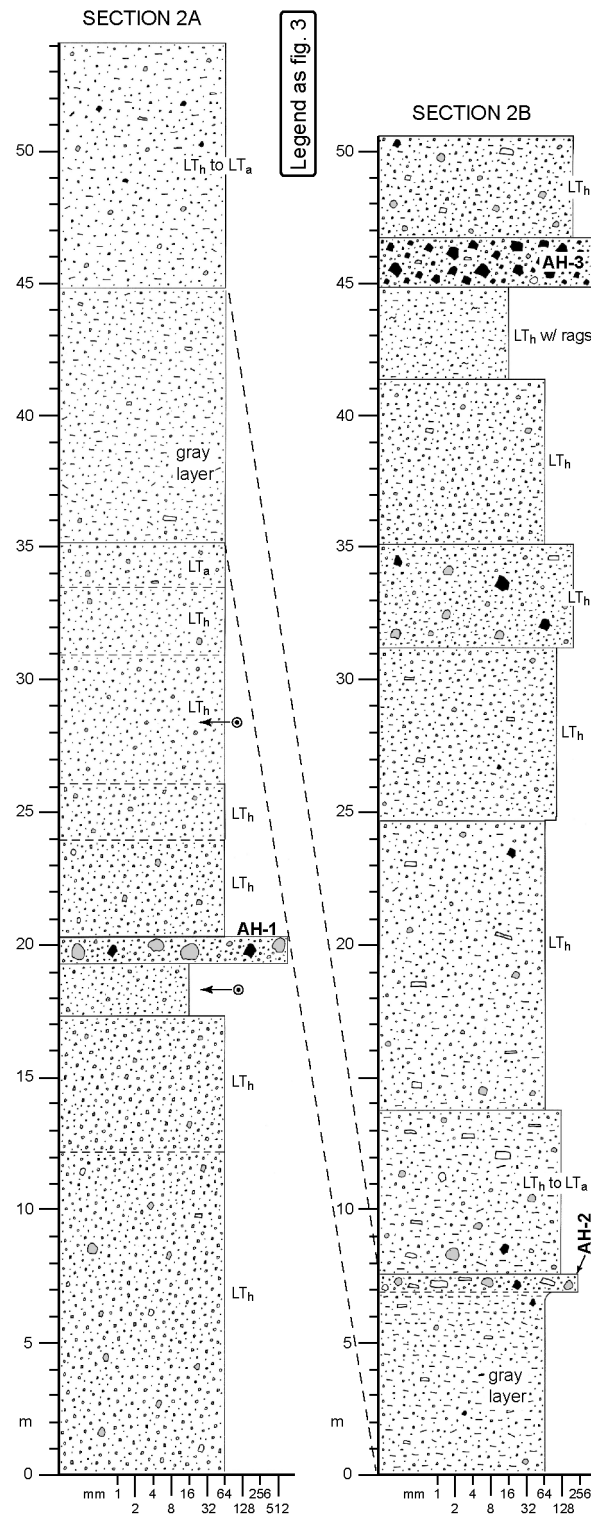 SECTION 2A
Legend as fig. 3
SECTION 2B
50
LTh to LTa
45
40
gray
layer
35
LTa
LTh
30
LTh
25
LTh
LTh
AH-1
20
15
LTh
10
LTh
5
m
0
mm 1 4 16 64 256
2 8 32 128 512
50
LTh
AH-3
45
LTh w/ rags
40
LTh
35
LTh
30
LTh
25
20
LTh
15
LTh to LTa
10
AH-2
5
gray
layer
m
0
mm 1 4 16 64 256
2 8 32 128